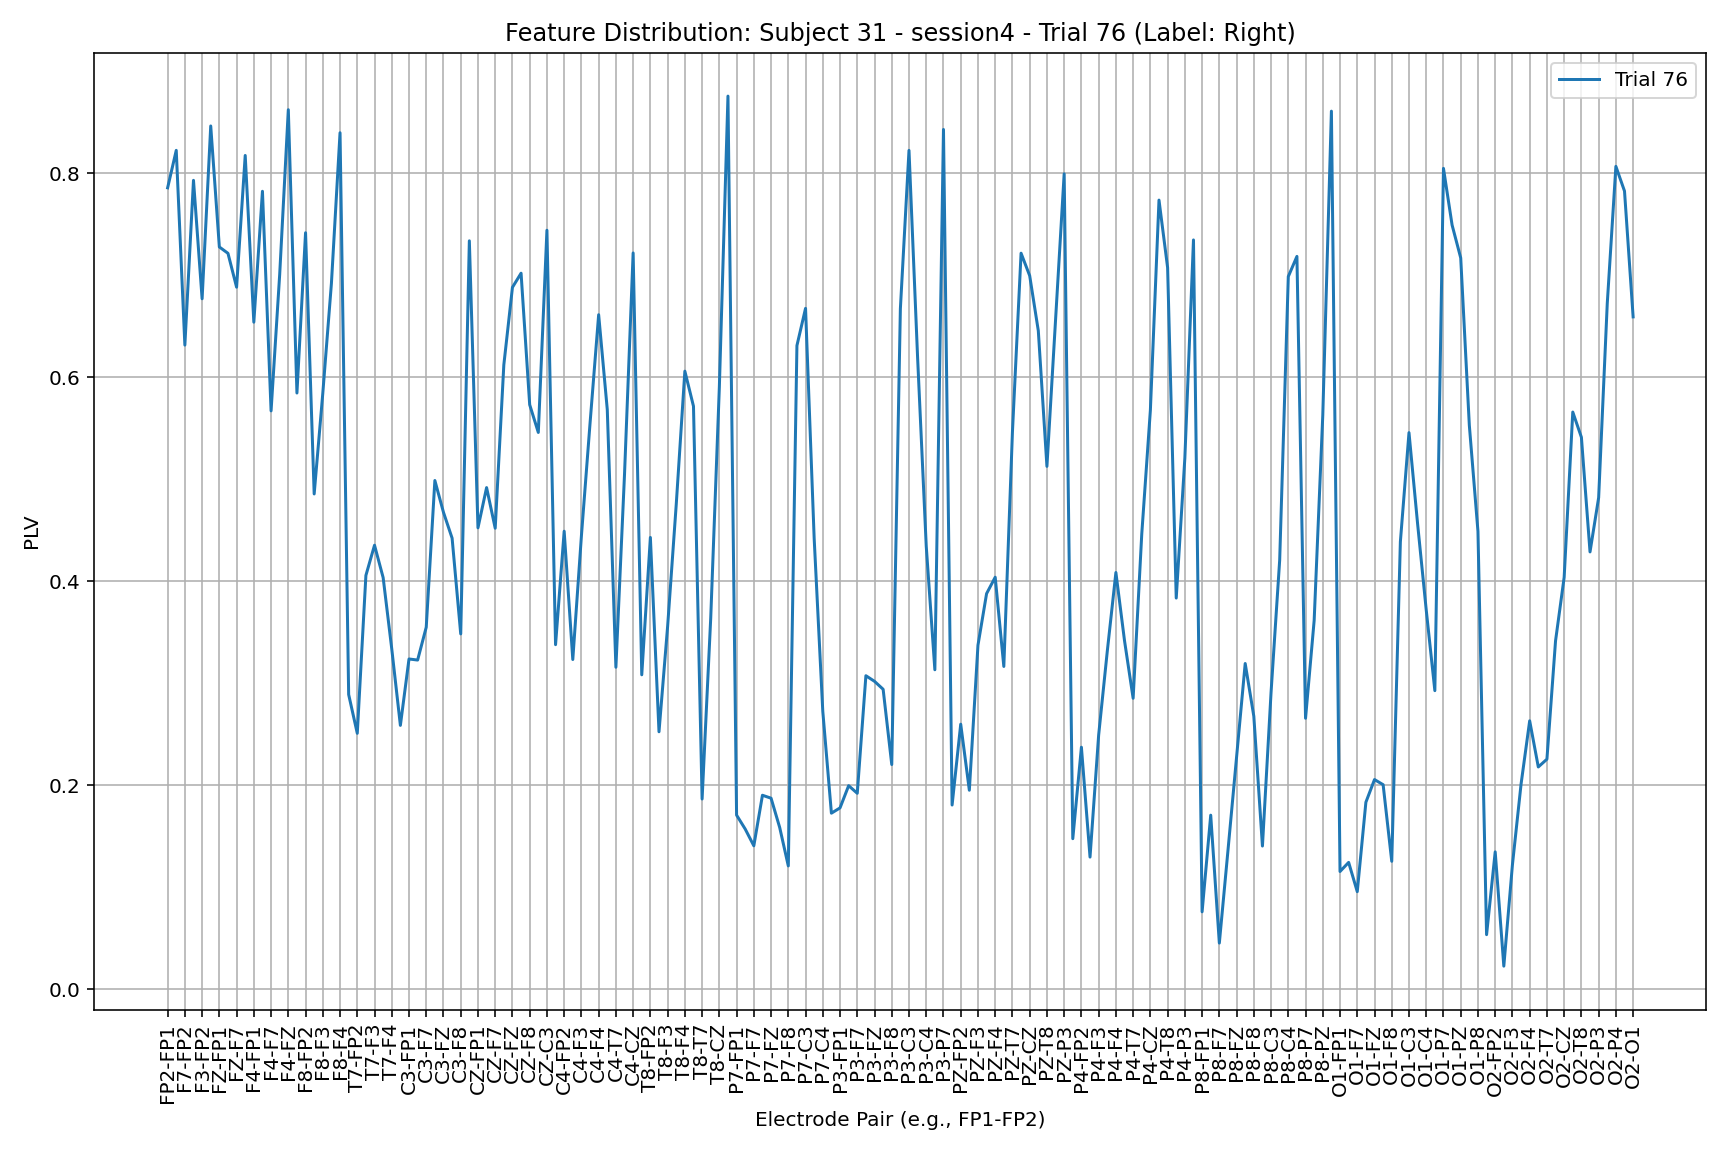 Feature Distribution: Subject 31 - session4 - Trial 76 (Label: Right)
Trial 76
PLV
0.8
0.6
0.4
0.2
0.0
FP2-FP1
F7-FP2
F3-FP2
FZ-FP1
FZ-F7
F4-FP1
F4-F7
F4-FZ
F8-FP2
F8-F3
F8-F4
T7-FP2
T7-F3
T7-F4
C3-FP1
C3-F7
C3-FZ
C3-F8
CZ-FP1
CZ-F7
CZ-FZ
CZ-F8
CZ-C3
C4-FP2
C4-F3
C4-F4
C4-T7
C4-CZ
T8-FP2
T8-F3
T8-F4
T8-T7
T8-CZ
P7-FP1
P7-F7
P7-FZ
P7-F8
P7-C3
P7-C4
P3-FP1
P3-F7
P3-FZ
P3-F8
P3-C3
P3-C4
P3-P7
PZ-FP2
PZ-F3
PZ-F4
PZ-T7
PZ-CZ
PZ-T8
PZ-P3
P4-FP2
P4-F3
P4-F4
P4-T7
P4-CZ
P4-T8
P4-P3
P8-FP1
P8-F7
P8-FZ
P8-F8
P8-C3
P8-C4
P8-P7
P8-PZ
O1-FP1
O1-F7
O1-FZ
O1-F8
O1-C3
O1-C4
O1-P7
O1-PZ
O1-P8
O2-FP2
O2-F3
O2-F4
O2-T7
O2-CZ
O2-T8
O2-P3
O2-P4
O2-O1
Electrode Pair (e.g., FP1-FP2)